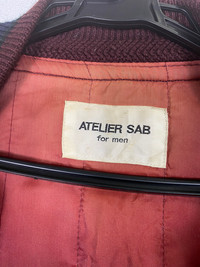 ATELIER SAB
for men